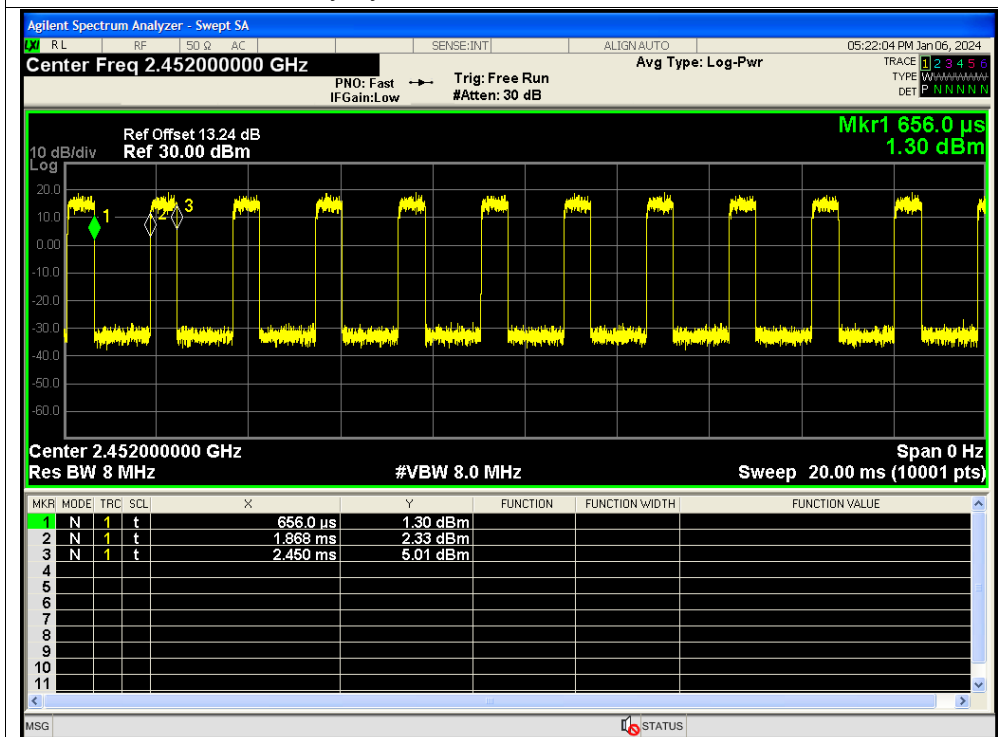 Agilent Spectrum Analyzer - Swept SA
LXI RL RF 50 Ω AC SENSE:INT ALIGN AUTO 05:22:04 PM Jan 06, 2024
Center Freq 2.452000000 GHz Avg Type: Log-Pwr TRACE 1 2 3 4 5 6
PNO: Fast Trig: Free Run TYPE WWWWWW
IFGain:Low #Atten: 30 dB DET P N N N N N
Mkr1 656.0 µs
Ref Offset 13.24 dB
10 dB/div Ref 30.00 dBm 1.30 dBm
Log
20.0
10.0
0.00
-10.0
-20.0
-30.0
-40.0
-50.0
-60.0
1 2 3
Center 2.452000000 GHz Span 0 Hz
Res BW 8 MHz #VBW 8.0 MHz Sweep 20.00 ms (10001 pts)
MKR MODE TRC SCL X Y FUNCTION FUNCTION WIDTH FUNCTION VALUE
1 N 1 t 656.0 µs 1.30 dBm
2 N 1 t 1.868 ms 2.33 dBm
3 N 1 t 2.450 ms 5.01 dBm
4
5
6
7
8
9
10
11
MSG STATUS